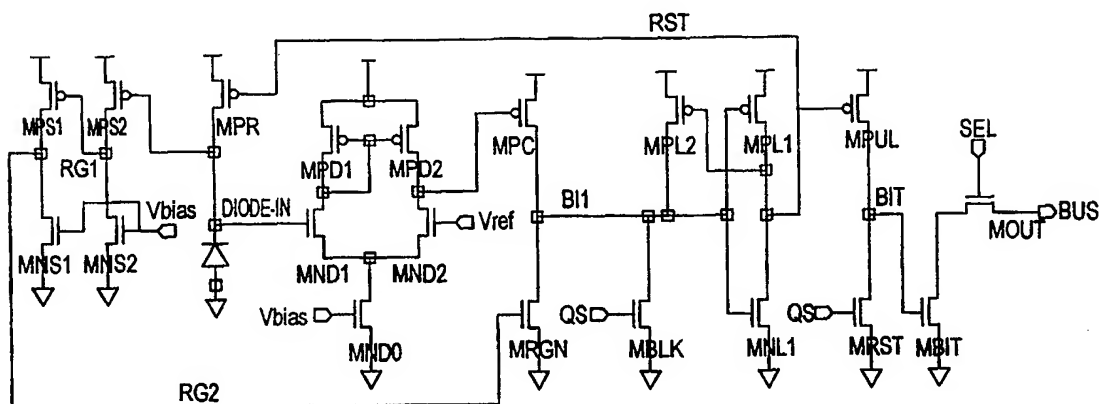 RST
SEL
MPS1 MPS2 MPR MPD1 MPD2 MPC MPL2 MPL1 MPUL
RG1
Vbias DIODE-IN Vref BI1 BIT BUS
MOUT
MNS1 MNS2 MND1 MND2
Vbias QS QS
MND0 MRGN MBLK MNL1 MRST MBIT
RG2